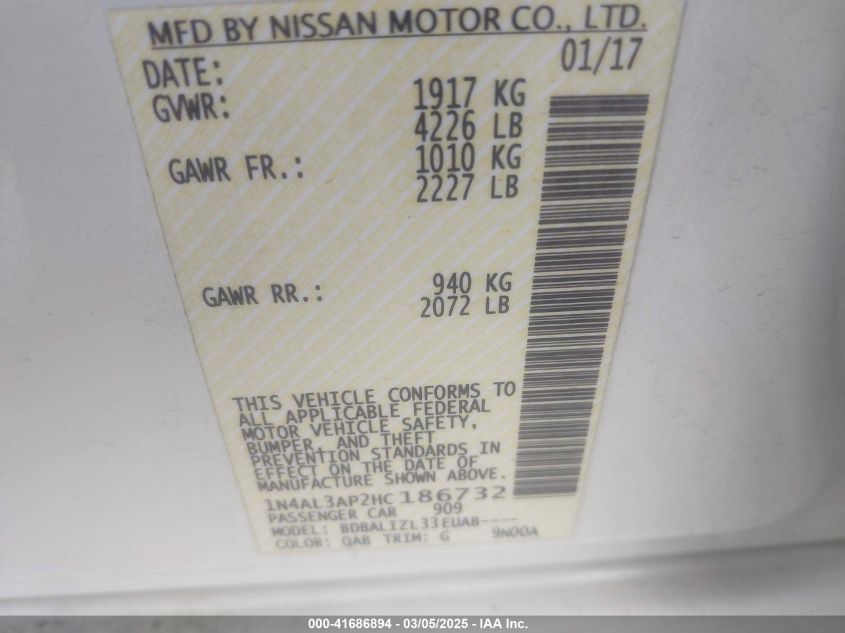 MFD BY NISSAN MOTOR CO., LTD.
DATE: 01/17
GVWR: 1917 KG
4226 LB
GAWR FR.: 1010 KG
2227 LB
GAWR RR.: 940 KG
2072 LB
THIS VEHICLE CONFORMS TO
ALL APPLICABLE FEDERAL
MOTOR VEHICLE SAFETY,
BUMPER, AND THEFT
PREVENTION STANDARDS IN
EFFECT ON THE DATE OF
MANUFACTURE SHOWN ABOVE.
1N4AL3AP2HC186732
PASSENGER CAR 909
MODEL: BDBALIZL33EUAB----
COLOR: QAB TRIM: G 9N00A
000-41686894 — 03/05/2025 — IAA Inc.